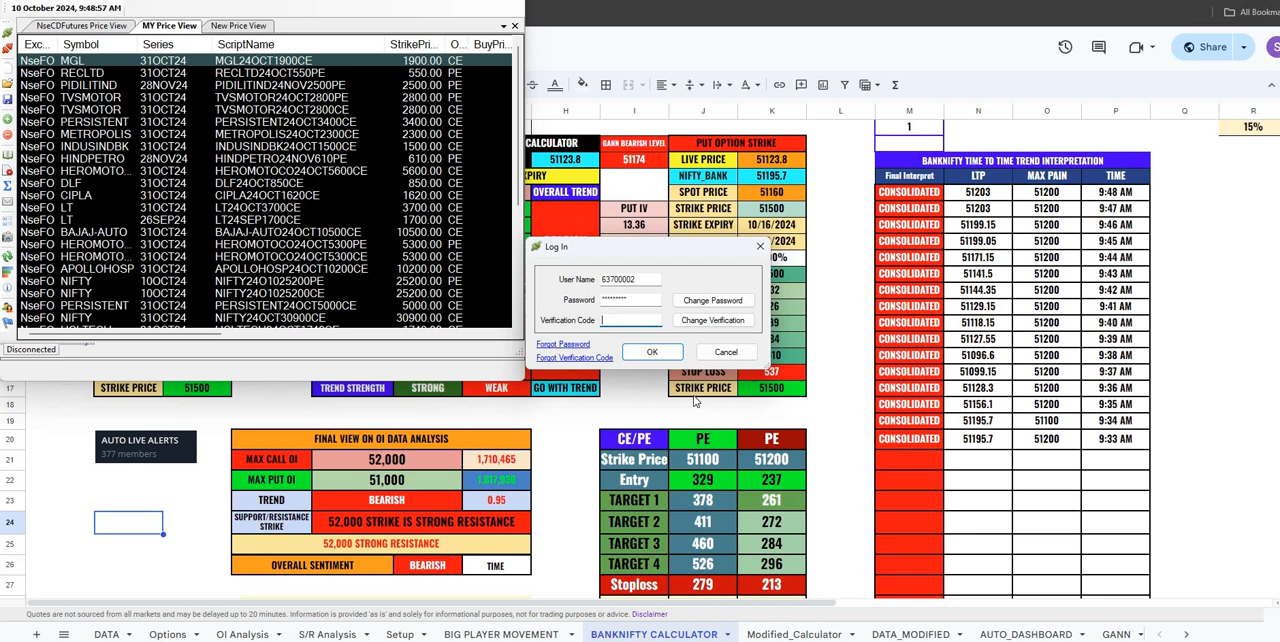 10 October 2024, 9:48:57 AM
All Bookma
NseCDFutures Price View MY Price View New Price View
Exc... Symbol Series ScriptName StrikePri... O... BuyPri...
NseFO MGL 31OCT24 MGL24OCT1900CE 1900.00 CE
NseFO RECLTD 31OCT24 RECLTD24OCT550PE 550.00 PE
NseFO PIDILITIND 28NOV24 PIDILITIND24NOV2500PE 2500.00 PE
NseFO TVSMOTOR 31OCT24 TVSMOTOR24OCT2800CE 2800.00 PE
NseFO TVSMOTOR 31OCT24 TVSMOTOR24OCT2800CE 2800.00 CE
NseFO PERSISTENT 31OCT24 PERSISTENT24OCT3400CE 3400.00 CE
NseFO METROPOLIS 31OCT24 METROPOLIS24OCT2300CE 2300.00 CE
NseFO INDUSINDBK 31OCT24 INDUSINDBK24OCT1500CE 1500.00 CE
NseFO HINDPETRO 28NOV24 HINDPETRO24NOV610PE 610.00 PE
NseFO HEROMOTO... 31OCT24 HEROMOTOCO24OCT5600CE 5600.00 CE
NseFO DLF 31OCT24 DLF24OCT850CE 850.00 CE
NseFO CIPLA 31OCT24 CIPLA24OCT1620CE 1620.00 CE
NseFO LT 31OCT24 LT24OCT3700CE 3700.00 CE
NseFO LT 26SEP24 LT24SEP1700CE 1700.00 CE
NseFO BAJAJ-AUTO 31OCT24 BAJAJ-AUTO24OCT10500CE CE
NseFO HEROMOTO... 31OCT24 HEROMOTOCO24OCT5300PE 5300.00 PE
NseFO HEROMOTO... 31OCT24 HEROMOTOCO24OCT5300CE 5300.00 CE
NseFO APOLLOHOSP 31OCT24 APOLLOHOSP24OCT10200CE 10200.00 CE
NseFO NIFTY 10OCT24 NIFTY24O1025200PE 25200.00 PE
NseFO NIFTY 10OCT24 NIFTY24O1025200CE 25200.00 CE
NseFO PERSISTENT 31OCT24 PERSISTENT24OCT5000CE 5000.00 CE
NseFO NIFTY 31OCT24 NIFTY24OCT30900CE 30900.00 CE
Disconnected
Share
Σ
H I J K L M N O P Q R
1 15%
CALCULATOR GANN BEARISH LEVEL PUT OPTION STRIKE
51123.8 51174 LIVE PRICE 51123.8
PIRY NIFTY_BANK 51195.7
OVERALL TREND SPOT PRICE 51160
PUT IV STRIKE PRICE 51500
13.36 STRIKE EXPIRY 10/16/2024
Log In
User Name 63700002
Password ********* Change Password
Verification Code Change Verification
Forgot Password
Forgot Verification Code
OK Cancel
STOP LOSS 537
17 STRIKE PRICE 51500 TREND STRENGTH STRONG WEAK GO WITH TREND STRIKE PRICE 51500
BANKNIFTY TIME TO TIME TREND INTERPRETATION
Final Interpret LTP MAX PAIN TIME
CONSOLIDATED 51203 51200 9:48 AM
CONSOLIDATED 51203 51200 9:47 AM
CONSOLIDATED 51199.15 51200 9:46 AM
CONSOLIDATED 51199.05 51200 9:45 AM
CONSOLIDATED 51171.15 51200 9:44 AM
CONSOLIDATED 51141.5 51200 9:43 AM
CONSOLIDATED 51144.35 51200 9:42 AM
CONSOLIDATED 51129.15 51200 9:41 AM
CONSOLIDATED 51118.15 51200 9:40 AM
CONSOLIDATED 51127.55 51200 9:39 AM
CONSOLIDATED 51096.6 51200 9:38 AM
CONSOLIDATED 51099.15 51200 9:37 AM
CONSOLIDATED 51128.3 51200 9:36 AM
CONSOLIDATED 51156.1 51200 9:35 AM
CONSOLIDATED 51195.7 51100 9:34 AM
CONSOLIDATED 51195.7 51200 9:33 AM
18
19
20
21
22
23
24
25
26
27
AUTO LIVE ALERTS
377 members
FINAL VIEW ON OI DATA ANALYSIS
MAX CALL OI 52,000 1,710,465
MAX PUT OI 51,000 1,617,930
TREND BEARISH 0.95
SUPPORT/RESISTANCE STRIKE 52,000 STRIKE IS STRONG RESISTANCE
52,000 STRONG RESISTANCE
OVERALL SENTIMENT BEARISH TIME
CE/PE PE PE
Strike Price 51100 51200
Entry 329 237
TARGET 1 378 261
TARGET 2 411 272
TARGET 3 460 284
TARGET 4 526 296
Stoploss 279 213
Quotes are not sourced from all markets and may be delayed up to 20 minutes. Information is provided 'as is' and solely for informational purposes, not for trading purposes or advice. Disclaimer
DATA Options OI Analysis S/R Analysis Setup BIG PLAYER MOVEMENT BANKNIFTY CALCULATOR Modified_Calculator DATA_MODIFIED AUTO_DASHBOARD GANN